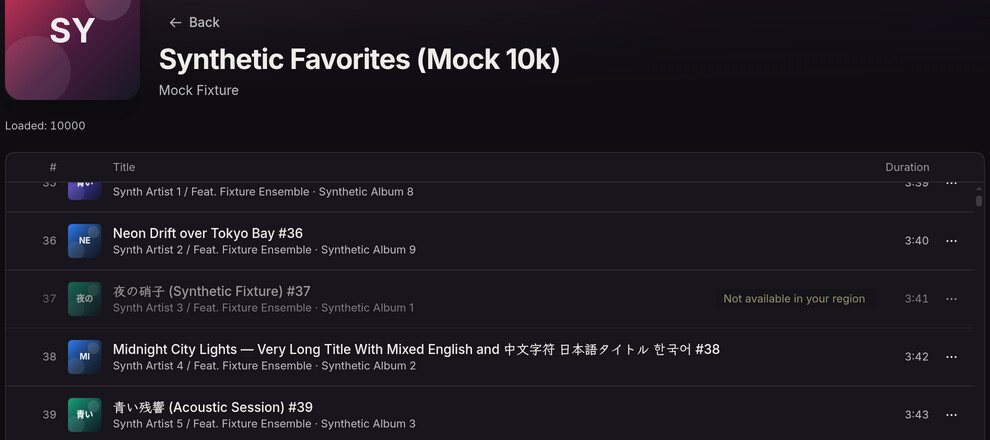 SY
← Back
Synthetic Favorites (Mock 10k)
Mock Fixture
Loaded: 10000
# Title Duration
35 青い 3:39 ···
Synth Artist 1 / Feat. Fixture Ensemble · Synthetic Album 8
36 NE Neon Drift over Tokyo Bay #36 3:40 ···
Synth Artist 2 / Feat. Fixture Ensemble · Synthetic Album 9
37 夜の 夜の硝子 (Synthetic Fixture) #37 Not available in your region 3:41 ···
Synth Artist 3 / Feat. Fixture Ensemble · Synthetic Album 1
38 MI Midnight City Lights — Very Long Title With Mixed English and 中文字符 日本語タイトル 한국어 #38 3:42 ···
Synth Artist 4 / Feat. Fixture Ensemble · Synthetic Album 2
39 青い 青い残響 (Acoustic Session) #39 3:43 ···
Synth Artist 5 / Feat. Fixture Ensemble · Synthetic Album 3